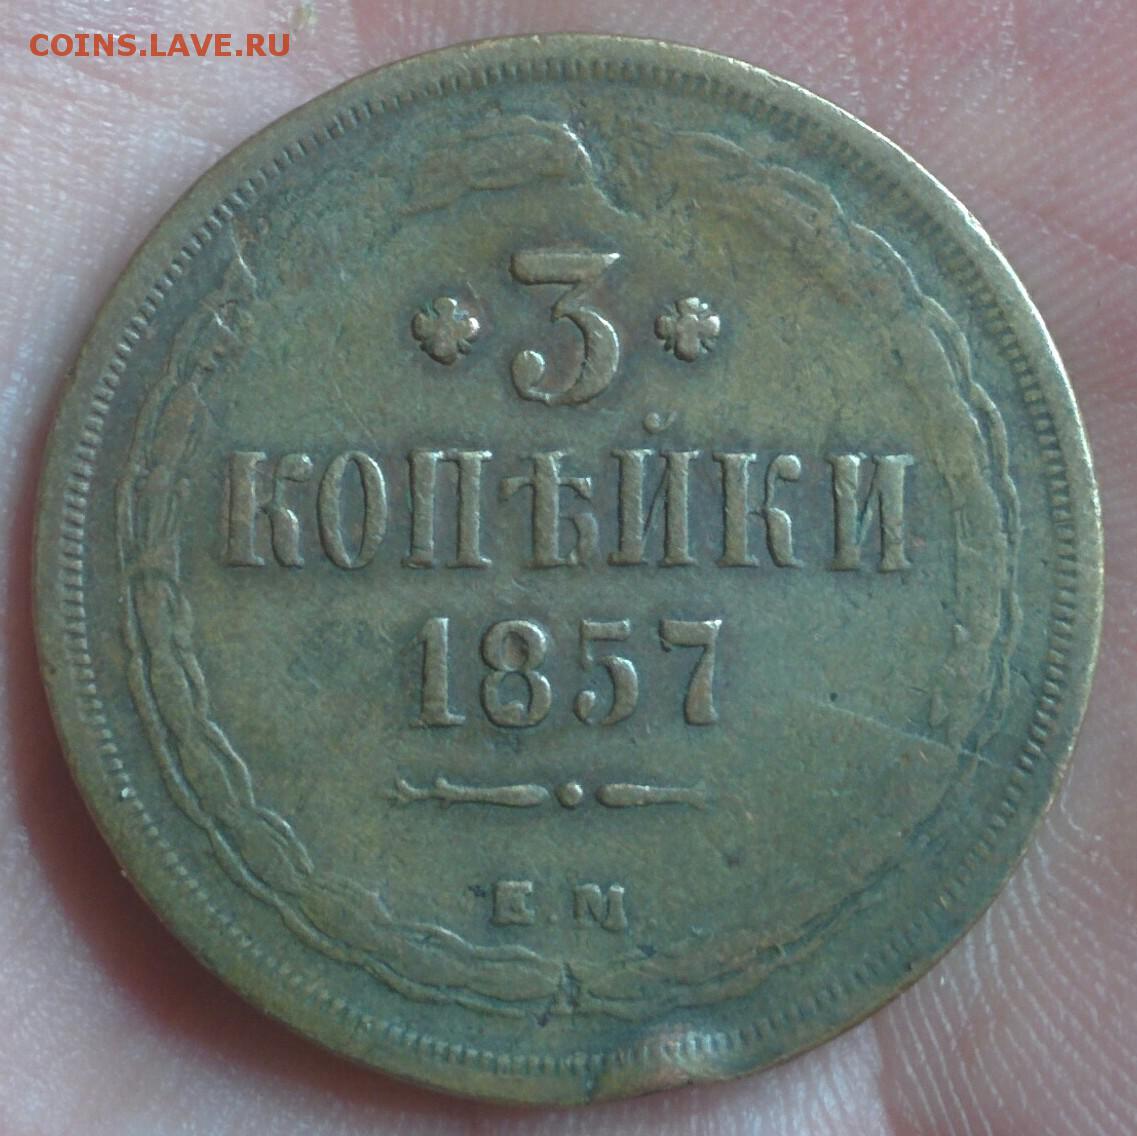 COINS.LAVE.RU
3
КОПѢЙКИ
1857
Е.М.